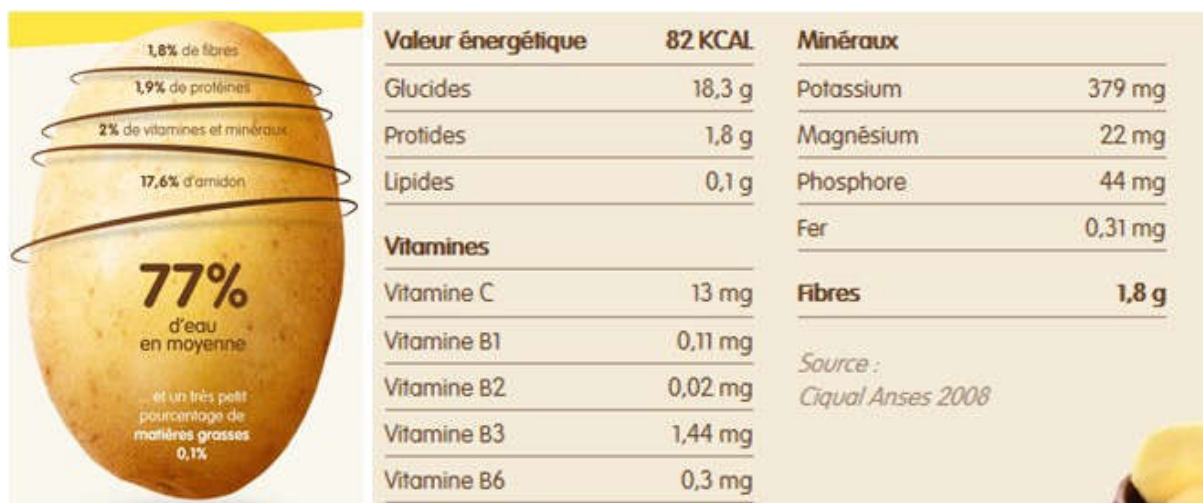 1,8% de fibres
1,9% de protéines
2% de vitamines et minéraux
17,6% d'amidon
77%
d'eau
en moyenne
et un très petit
pourcentage de
matières grasses
0,1%
Valeur énergétique 82 KCAL
Glucides 18,3 g
Protides 1,8 g
Lipides 0,1 g
Vitamines
Vitamine C 13 mg
Vitamine B1 0,11 mg
Vitamine B2 0,02 mg
Vitamine B3 1,44 mg
Vitamine B6 0,3 mg
Minéraux
Potassium 379 mg
Magnésium 22 mg
Phosphore 44 mg
Fer 0,31 mg
Fibres 1,8 g
Source :
Ciqual Anses 2008